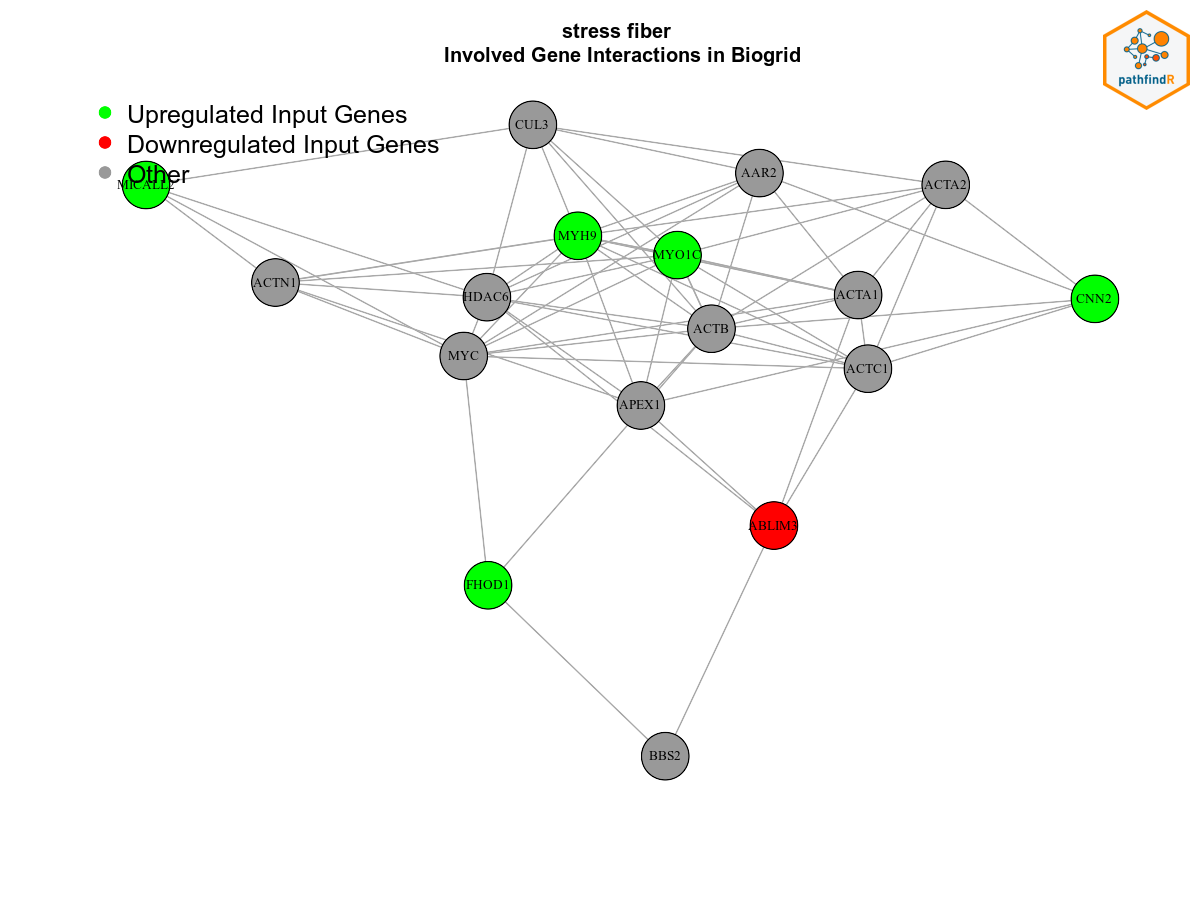 stress fiber
Involved Gene Interactions in Biogrid
pathfindR
Upregulated Input Genes
Downregulated Input Genes
Other
CUL3
AAR2
MICALL2
ACTA2
MYH9
MYO1C
ACTN1
HDAC6
ACTA1
CNN2
ACTB
MYC
ACTC1
APEX1
ABLIM3
FHOD1
BBS2